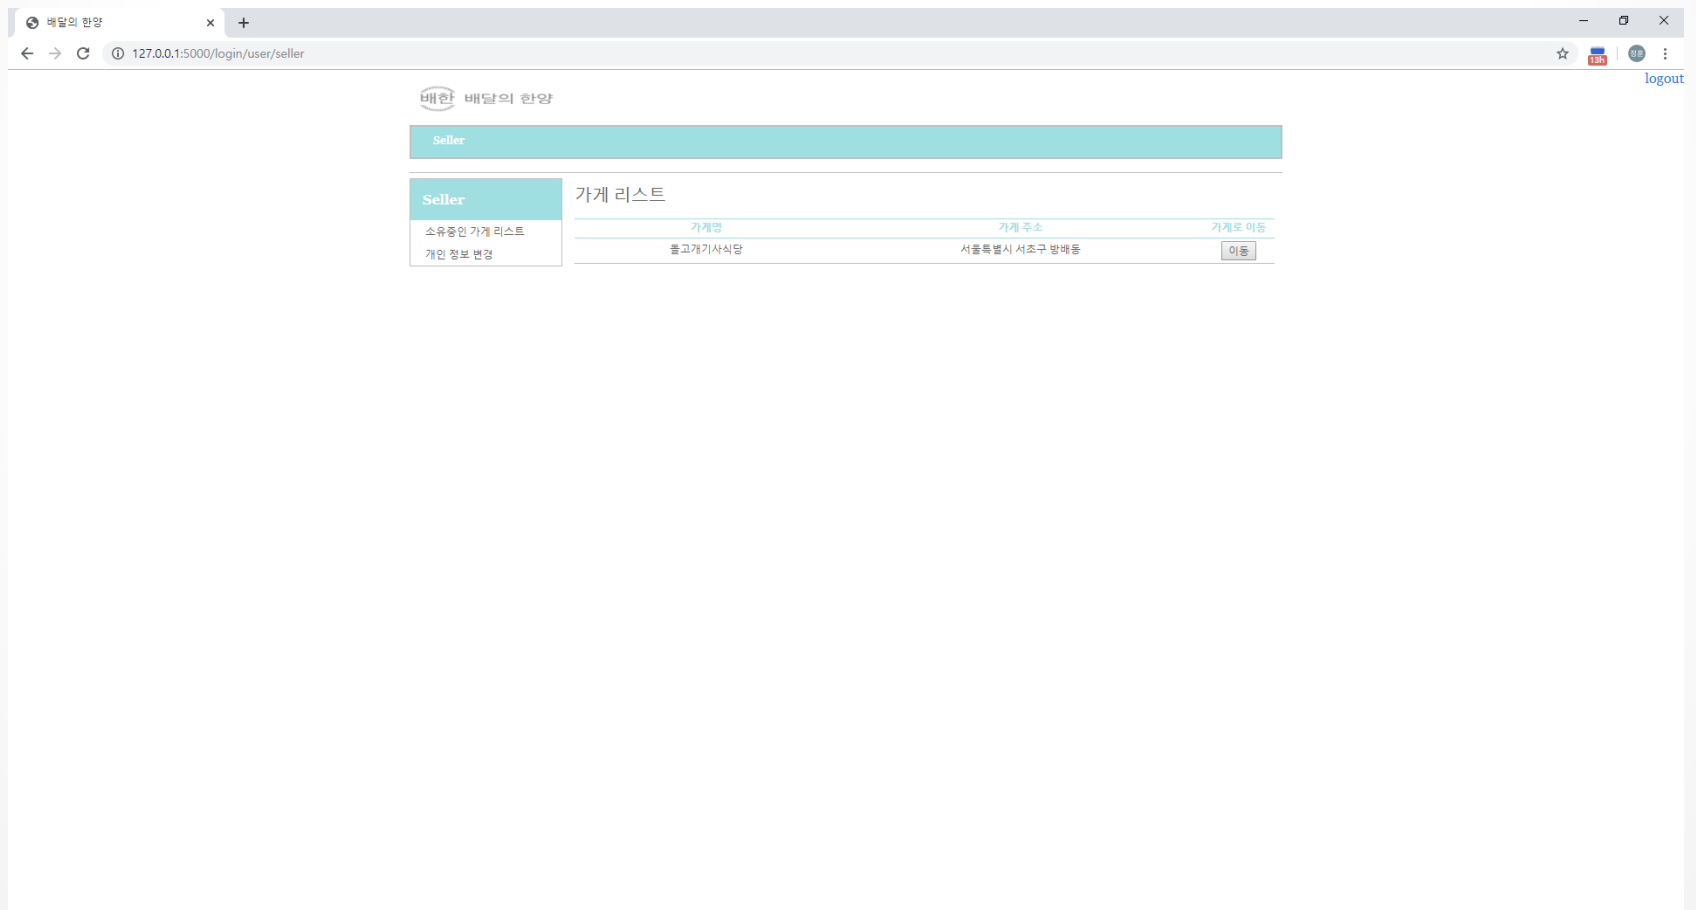 배달의 한양
127.0.0.1:5000/login/user/seller
13h
정훈
logout
배한 배달의 한양
Seller
Seller
소유중인 가게 리스트
개인 정보 변경
가게 리스트
가게명 가게 주소 가게로 이동
돌고개기사식당 서울특별시 서초구 방배동 이동